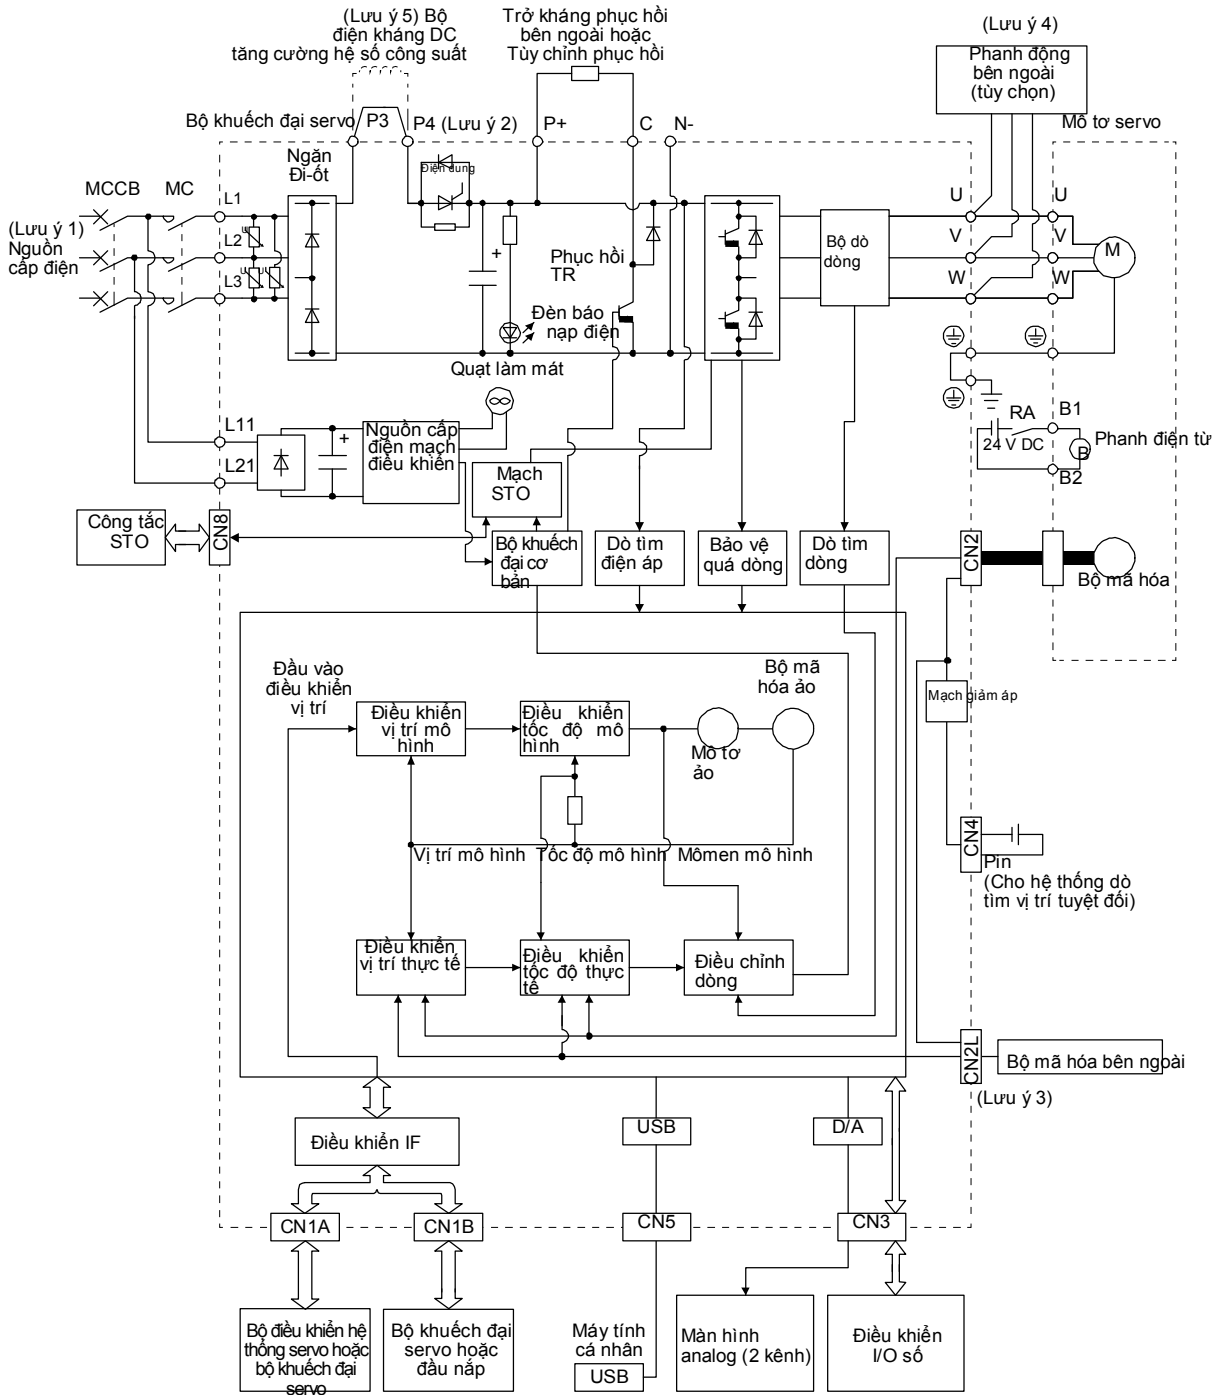 (Lưu ý 5) Bộ
điện kháng DC
tăng cường hệ số công suất
Trở kháng phục hồi
bên ngoài hoặc
Tùy chỉnh phục hồi
(Lưu ý 4)
Phanh động
bên ngoài
(tùy chọn)
Bộ khuếch đại servo
P3
P4 (Lưu ý 2)
P+
C
N-
Mô tơ servo
Ngăn
Đi-ốt
Điện dung
MCCB
MC
L1
L2
L3
(Lưu ý 1)
Nguồn
cấp điện
U
V
W
U
V
W
M
Bộ dò
dòng
Phục hồi
TR
Đèn báo
nạp điện
Quạt làm mát
L11
L21
Nguồn cấp
điện mạch
điều khiển
RA
24 V DC
B1
B
B2
Phanh điện từ
Mạch
STO
Công tắc
STO
CN8
Bộ khuếch
đại cơ
bản
Dò tìm
điện áp
Bảo vệ
quá dòng
Dò tìm
dòng
CN2
Bộ mã hóa
Đầu vào
điều khiển
vị trí
Bộ mã
hóa ảo
Điều khiển
vị trí mô
hình
Điều khiển
tốc độ mô
hình
Mô tơ
ảo
Mạch giảm áp
Vị trí mô hình
Tốc độ mô hình
Mômen mô hình
CN4
Pin
(Cho hệ thống dò
tìm vị trí tuyệt đối)
Điều khiển
vị trí thực tế
Điều khiển
tốc độ thực
tế
Điều chỉnh
dòng
CN2L
Bộ mã hóa bên ngoài
(Lưu ý 3)
Điều khiển IF
USB
D/A
CN1A
CN1B
CN5
CN3
Bộ điều khiển hệ
thống servo hoặc
bộ khuếch đại
servo
Bộ khuếch đại
servo hoặc
đầu nắp
Máy tính
cá nhân
USB
Màn hình
analog (2 kênh)
Điều khiển
I/O số